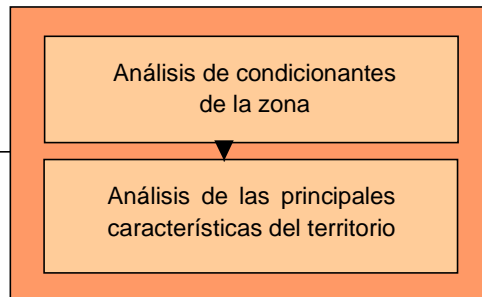 Análisis de condicionantes
de la zona
Análisis de las principales
características del territorio